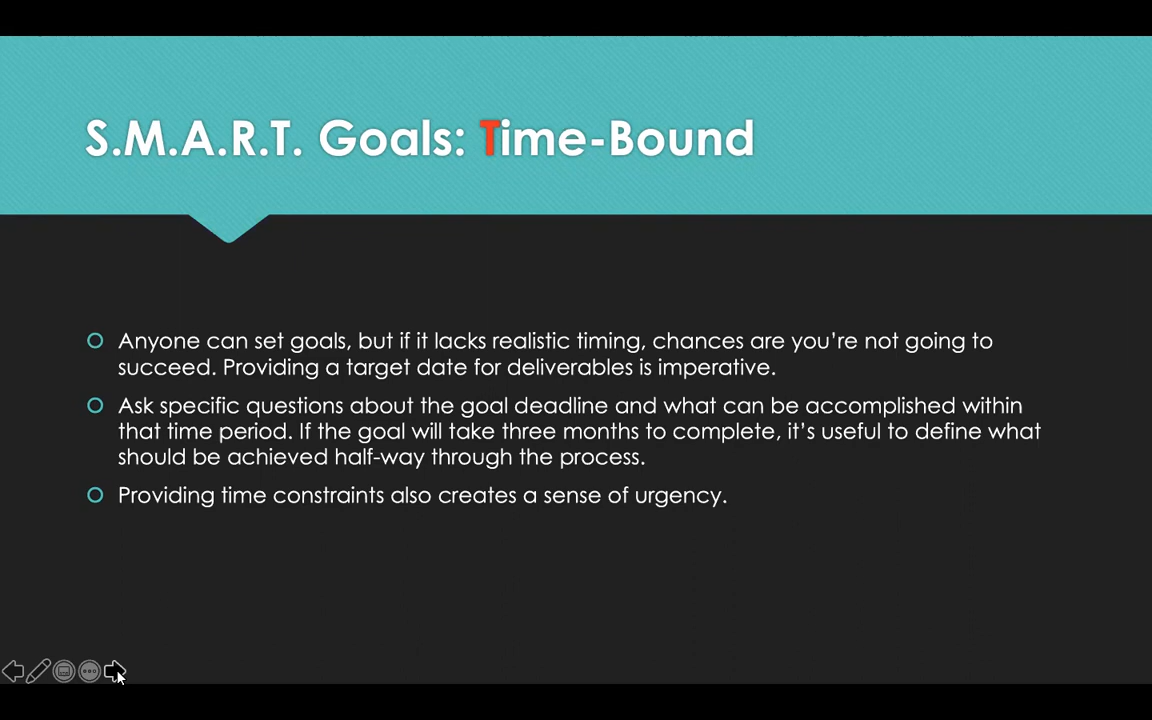 S.M.A.R.T. Goals: Time-Bound
Anyone can set goals, but if it lacks realistic timing, chances are you’re not going to
succeed. Providing a target date for deliverables is imperative.
Ask specific questions about the goal deadline and what can be accomplished within
that time period. If the goal will take three months to complete, it’s useful to define what
should be achieved half-way through the process.
Providing time constraints also creates a sense of urgency.